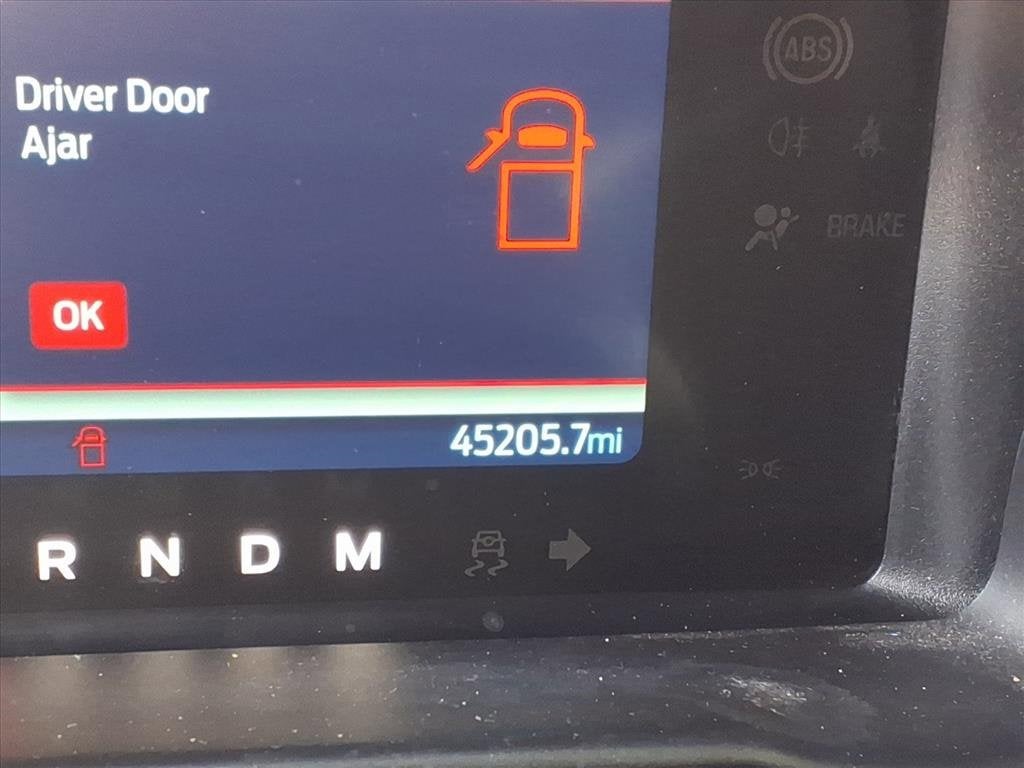 Driver Door
Ajar
ABS
BRAKE
OK
45205.7mi
R N D M